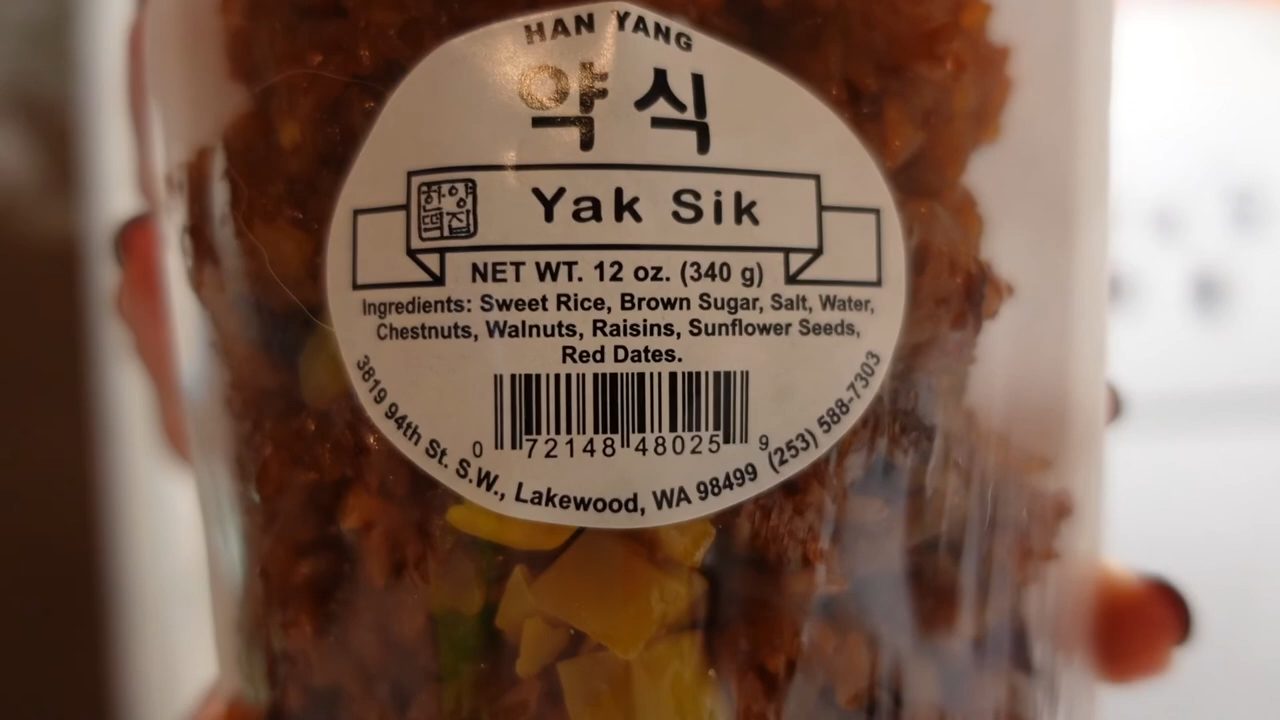 HAN YANG
약식
Yak Sik
NET WT. 12 oz. (340 g)
Ingredients: Sweet Rice, Brown Sugar, Salt, Water,
Chestnuts, Walnuts, Raisins, Sunflower Seeds,
Red Dates.
0 72148 48025 9
3819 94th St. S.W., Lakewood, WA 98499 (253) 588-7303